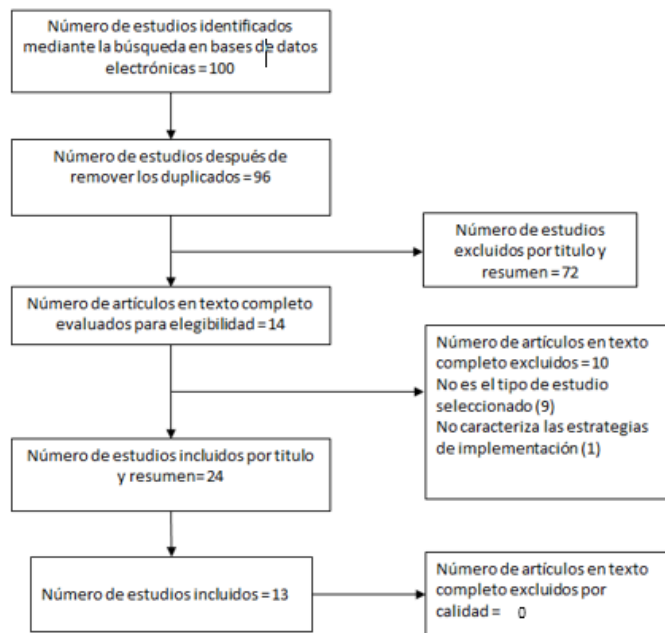 Número de estudios identificados
mediante la búsqueda en bases de datos
electrónicas = 100
Número de estudios después de
remover los duplicados = 96
Número de estudios
excluidos por titulo y
resumen = 72
Número de artículos en texto completo
evaluados para elegibilidad = 14
Número de artículos en texto
completo excluidos = 10
No es el tipo de estudio
seleccionado (9)
No caracteriza las estrategias
de implementación (1)
Número de estudios incluidos por titulo
y resumen= 24
Número de estudios incluidos = 13
Número de artículos en texto
completo excluidos por
calidad = 0